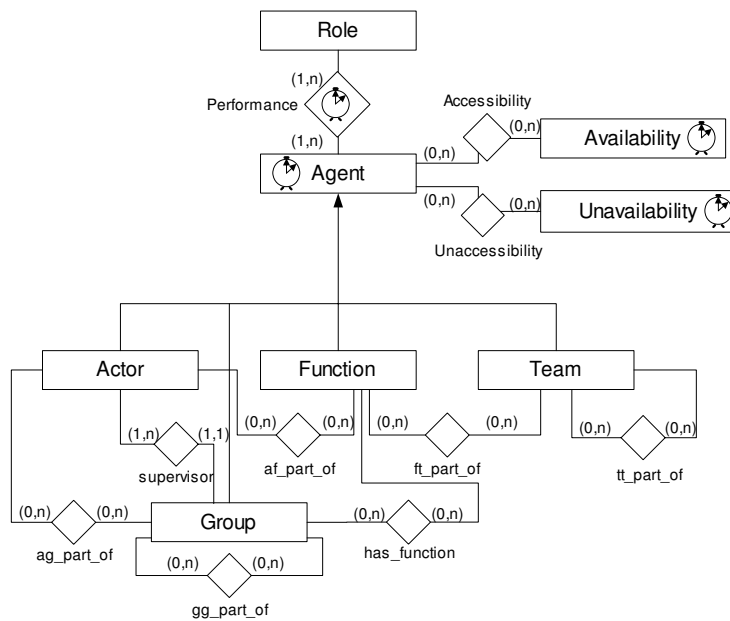 Role
(1,n)
Performance
(1,n)
Accessibility
(0,n)
Availability
Agent
(0,n)
(0,n)
(0,n)
Unavailability
Unaccessibility
Actor
Function
Team
(0,n)
(0,n)
(0,n)
(0,n)
(0,n)
(0,n)
(1,n)
(1,1)
af_part_of
ft_part_of
tt_part_of
supervisor
(0,n)
(0,n)
Group
(0,n)
(0,n)
ag_part_of
has_function
(0,n)
(0,n)
gg_part_of